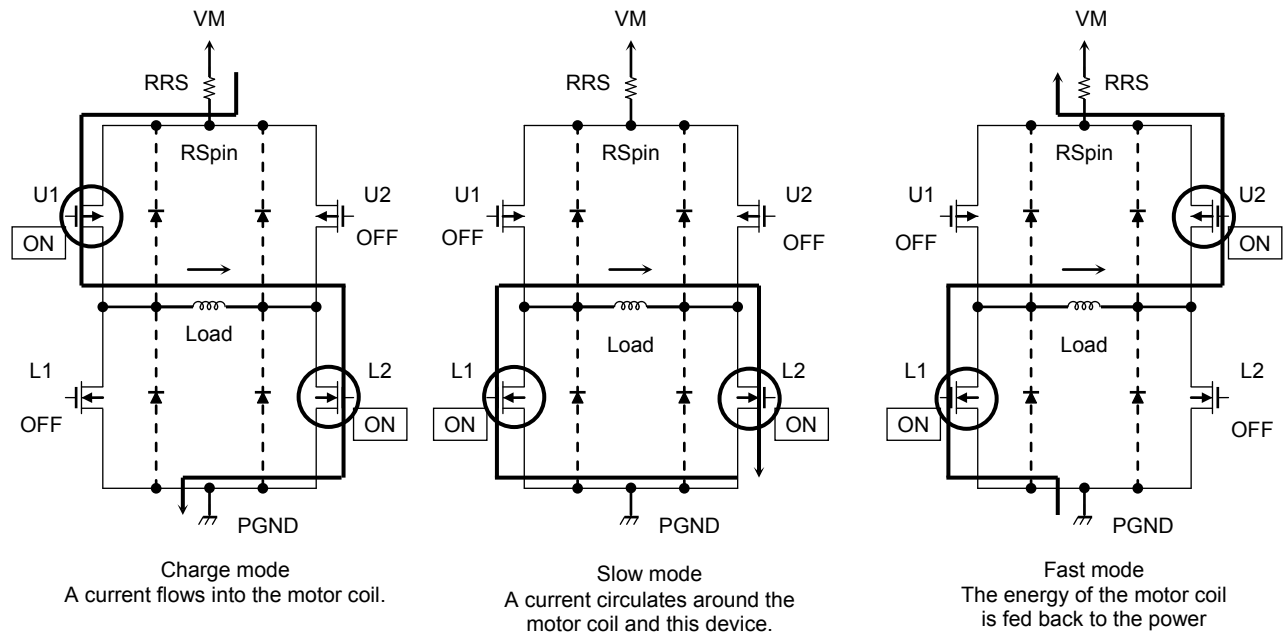 VM
RRS
RSpin
U1
U2
ON
OFF
Load
L1
L2
OFF
ON
PGND
Charge mode
A current flows into the motor coil.
VM
RRS
RSpin
U1
U2
OFF
OFF
Load
L1
L2
ON
ON
PGND
Slow mode
A current circulates around the
motor coil and this device.
VM
RRS
RSpin
U1
U2
OFF
ON
Load
L1
L2
ON
OFF
PGND
Fast mode
The energy of the motor coil
is fed back to the power